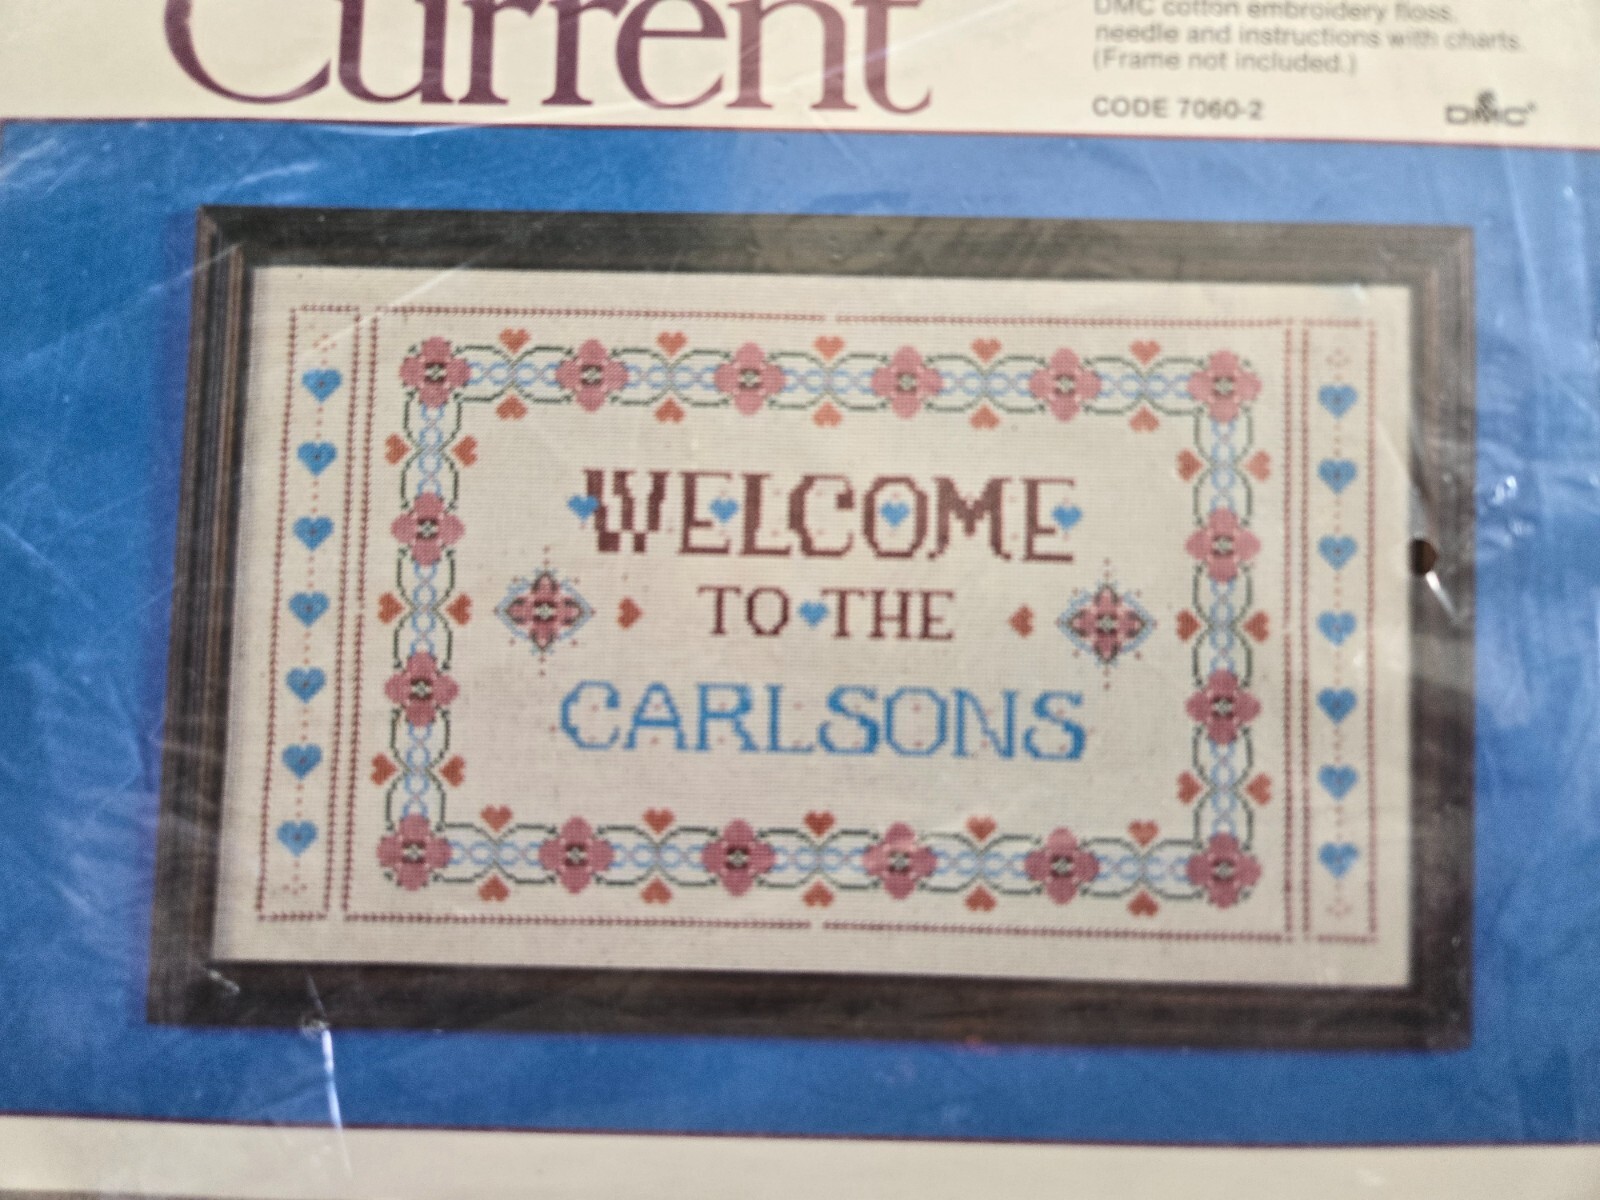 Current
DMC cotton embroidery floss,
needle and instructions with charts.
(Frame not included.)
CODE 7060-2
DMC®
WELCOME
TO THE
CARLSONS